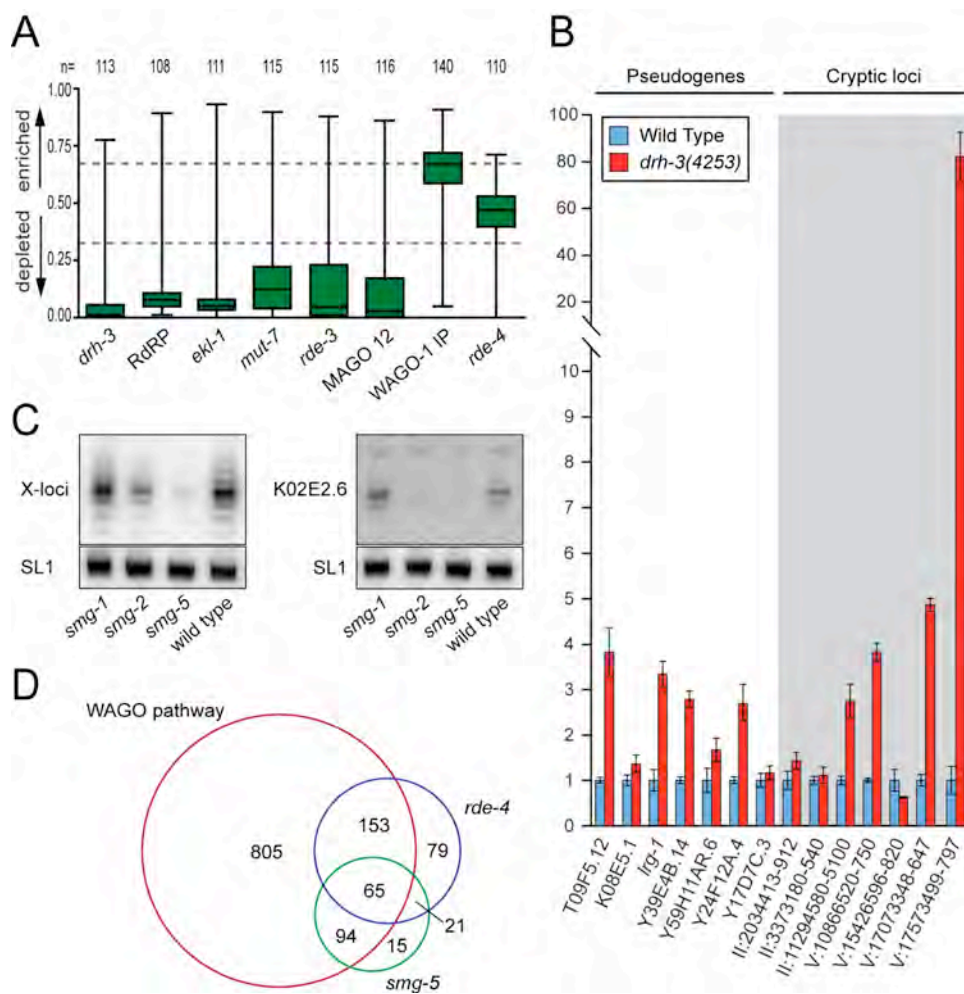 A
n= 113 108 111 115 115 116 140 110
1.00
0.75
0.50
0.25
0.00
enriched
depleted
drh-3 RdRP ekl-1 mut-7 rde-3 MAGO 12 WAGO-1 IP rde-4
B
Pseudogenes Cryptic loci
Wild Type
drh-3(4253)
100
80
60
40
20
10
9
8
7
6
5
4
3
2
1
0
T09F5.12 K08E5.1 lrg-1 Y39E4B.14 Y59H11AR.6 Y24F12A.4 Y17D7C.3 II:2034413-912 II:3373180-540 II:11294580-5100 V:10866520-750 V:15426596-820 V:17073348-647 V:17573499-797
C
X-loci
SL1
smg-1 smg-2 smg-5 wild type
K02E2.6
SL1
smg-1 smg-2 smg-5 wild type
D
WAGO pathway
rde-4
153
805
79
65
21
94
15
smg-5